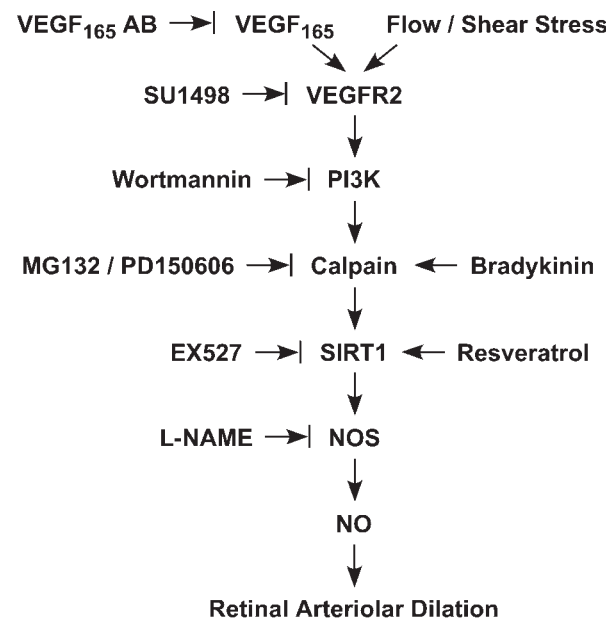 VEGF165 AB VEGF165 Flow / Shear Stress
SU1498 VEGFR2
Wortmannin PI3K
MG132 / PD150606 Calpain Bradykinin
EX527 SIRT1 Resveratrol
L-NAME NOS
NO
Retinal Arteriolar Dilation